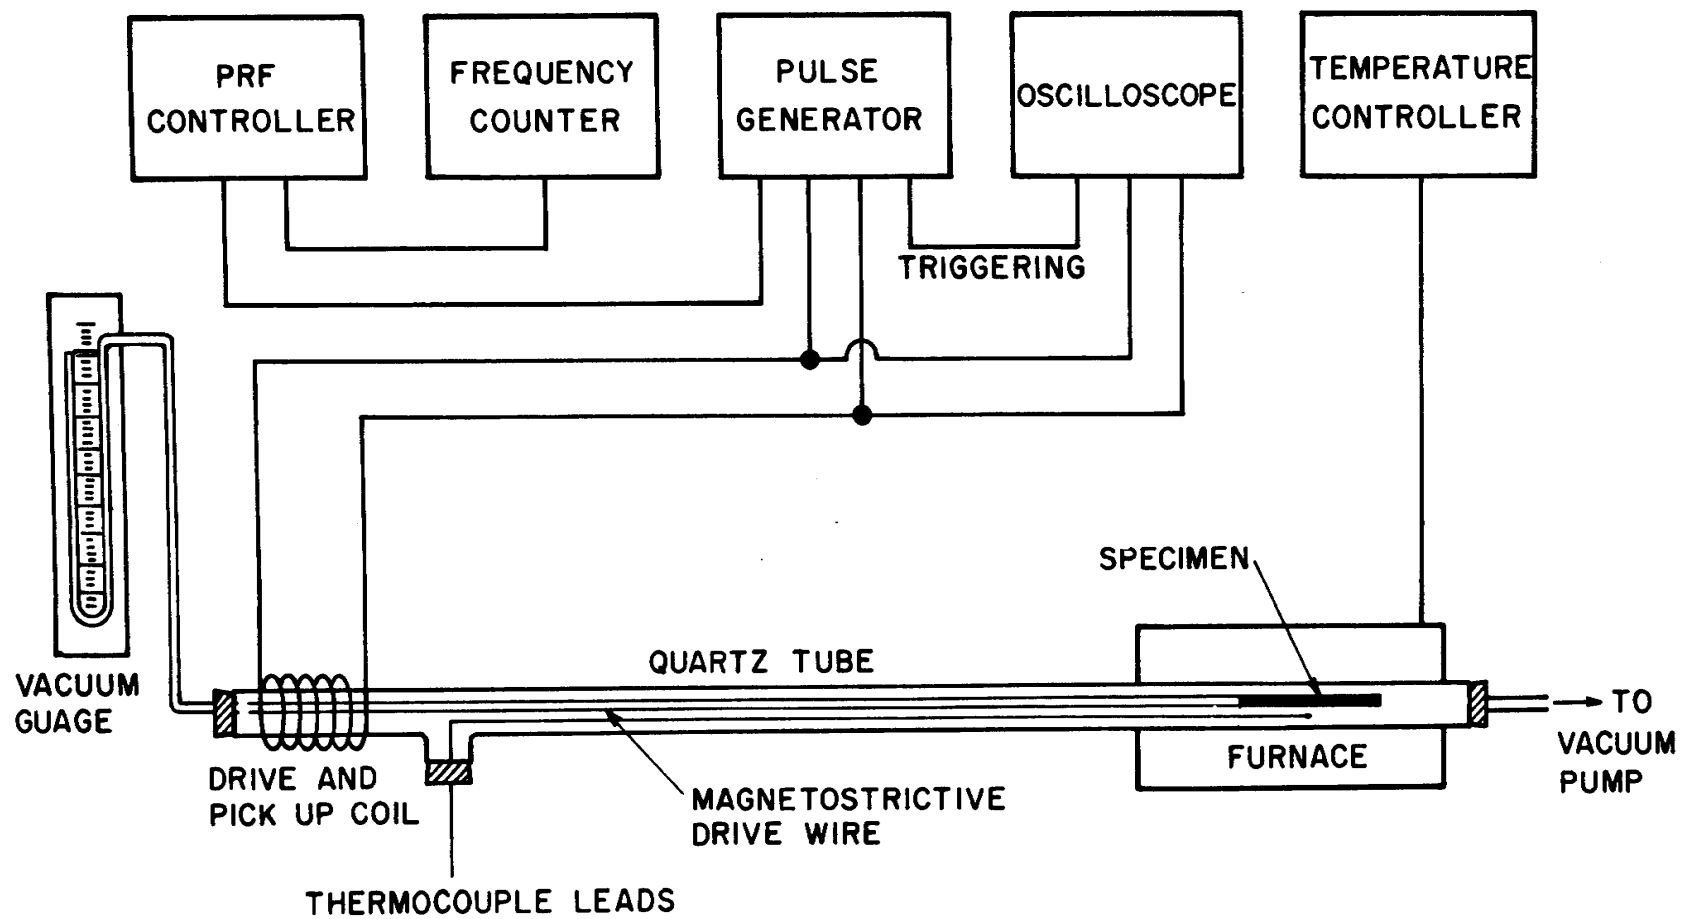 PRF
CONTROLLER
FREQUENCY
COUNTER
PULSE
GENERATOR
OSCILLOSCOPE
TEMPERATURE
CONTROLLER
TRIGGERING
SPECIMEN
QUARTZ TUBE
VACUUM
GUAGE
TO
VACUUM
PUMP
FURNACE
DRIVE AND
PICK UP COIL
MAGNETOSTRICTIVE
DRIVE WIRE
THERMOCOUPLE LEADS